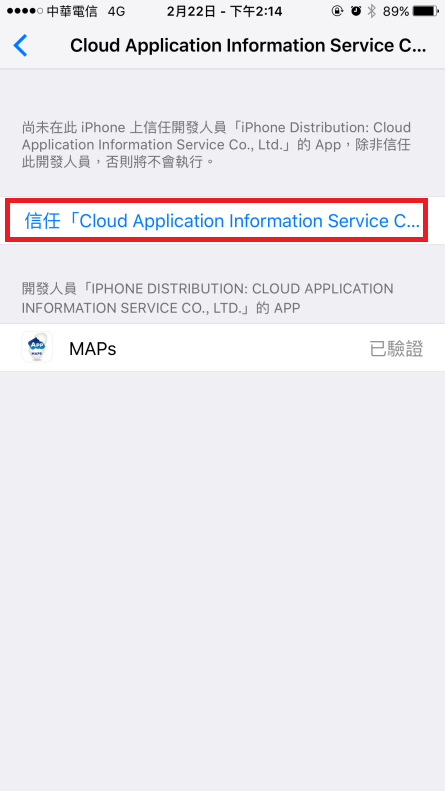 中華電信 4G 2月22日 - 下午2:14 89%
Cloud Application Information Service C...
尚未在此 iPhone 上信任開發人員「iPhone Distribution: Cloud
Application Information Service Co., Ltd.」的 App，除非信任
此開發人員，否則將不會執行。
信任「Cloud Application Information Service C...
開發人員「IPHONE DISTRIBUTION: CLOUD APPLICATION
INFORMATION SERVICE CO., LTD.」的 APP
APP
MAPs 已驗證
MAPS